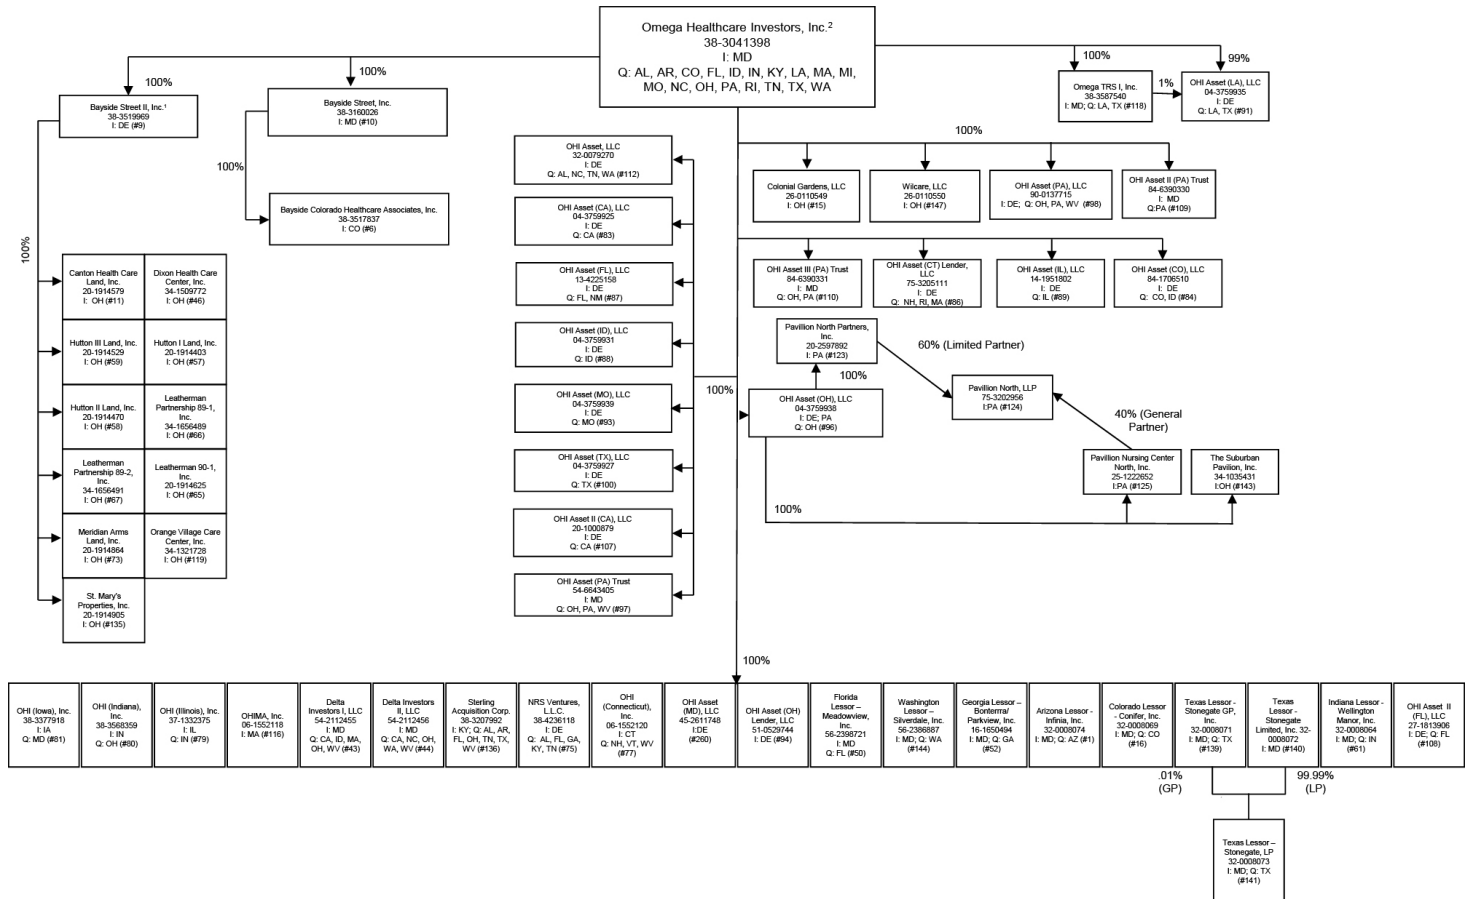 Omega Healthcare Investors, Inc.²
38-3041398
I: MD
Q: AL, AR, CO, FL, ID, IN, KY, LA, MA, MI,
MO, NC, OH, PA, RI, TN, TX, WA
100%
100%
100%
99%
Bayside Street II, Inc.¹
38-3519969
I: DE (#9)
Bayside Street, Inc.
38-3160026
I: MD (#10)
Omega TRS I, Inc.
38-3587540
I: MD; Q: LA, TX (#118)
1%
OHI Asset (LA), LLC
04-3759935
I: DE
Q: LA, TX (#91)
100%
Bayside Colorado Healthcare Associates, Inc.
38-3517837
I: CO (#6)
100%
Canton Health Care
Land, Inc.
20-1914579
I: OH (#11)
Dixon Health Care
Center, Inc.
34-1509772
I: OH (#46)
Hutton III Land, Inc.
20-1914529
I: OH (#59)
Hutton I Land, Inc.
20-1914403
I: OH (#57)
Hutton II Land, Inc.
20-1914470
I: OH (#58)
Leatherman
Partnership 89-1,
Inc.
34-1656489
I: OH (#66)
Leatherman
Partnership 89-2,
Inc.
34-1656491
I: OH (#67)
Leatherman 90-1,
Inc.
20-1914625
I: OH (#65)
Meridian Arms
Land, Inc.
20-1914864
I: OH (#73)
Orange Village Care
Center, Inc.
34-1321728
I: OH (#119)
St. Mary's
Properties, Inc.
20-1914905
I: OH (#135)
OHI Asset, LLC
32-0079270
I: DE
Q: AL, NC, TN, WA (#112)
OHI Asset (CA), LLC
04-3759925
I: DE
Q: CA (#83)
OHI Asset (FL), LLC
13-4225158
I: DE
Q: FL, NM (#87)
OHI Asset (ID), LLC
04-3759931
I: DE
Q: ID (#88)
OHI Asset (MO), LLC
04-3759939
I: DE
Q: MO (#93)
OHI Asset (TX), LLC
04-3759927
I: DE
Q: TX (#100)
OHI Asset II (CA), LLC
20-1000879
I: DE
Q: CA (#107)
OHI Asset (PA) Trust
54-6643405
I: MD
Q: OH, PA, WV (#97)
100%
100%
Colonial Gardens, LLC
26-0110549
I: OH (#15)
Wilcare, LLC
26-0110550
I: OH (#147)
OHI Asset (PA), LLC
90-0137715
I: DE; Q: OH, PA, WV (#98)
OHI Asset II (PA) Trust
84-6390330
I: MD
Q:PA (#109)
OHI Asset III (PA) Trust
84-6390331
I: MD
Q: OH, PA (#110)
OHI Asset (CT) Lender,
LLC
75-3205111
I: DE
Q: NH, RI, MA (#86)
OHI Asset (IL), LLC
14-1951802
I: DE
Q: IL (#89)
OHI Asset (CO), LLC
84-1706510
I: DE
Q: CO, ID (#84)
Pavillion North Partners,
Inc.
20-2597892
I: PA (#123)
60% (Limited Partner)
100%
OHI Asset (OH), LLC
04-3759938
I: DE; PA
Q: OH (#96)
Pavillion North, LLP
75-3202956
I:PA (#124)
40% (General
Partner)
Pavillion Nursing Center
North, Inc.
25-1222652
I:PA (#125)
The Suburban
Pavilion, Inc.
34-1035431
I:OH (#143)
100%
100%
OHI (Iowa), Inc.
38-3377918
I: IA
Q: MD (#81)
OHI (Indiana), Inc.
38-3568359
I: IN
Q: OH (#80)
OHI (Illinois), Inc.
37-1332375
I: IL
Q: IN (#79)
OHIMA, Inc.
06-1552118
I: MA (#116)
Delta
Investors I, LLC
54-2112455
I: MD
Q: CA, ID, MA,
OH, WV (#43)
Delta Investors
II, LLC
54-2112456
I: MD
Q: CA, NC, OH,
WA, WV (#44)
Sterling
Acquisition Corp.
38-3207992
I: KY; Q: AL, AR,
FL, OH, TN, TX,
WV (#136)
NRS Ventures,
L.L.C.
38-4236118
I: DE
Q: AL, FL, GA,
KY, TN (#75)
OHI
(Connecticut),
Inc.
06-1552120
I: CT
Q: NH, VT, WV
(#77)
OHI Asset
(MD), LLC
45-2611748
I:DE
(#260)
OHI Asset (OH)
Lender, LLC
51-0529744
I: DE (#94)
Florida
Lessor –
Meadowview,
Inc.
56-2398721
I: MD
Q: FL (#50)
Washington
Lessor –
Silverdale, Inc.
56-2386887
I: MD; Q: WA
(#144)
Georgia Lessor –
Bonterrra/
Parkview, Inc.
16-1650494
I: MD; Q: GA
(#52)
Arizona Lessor -
Infinia, Inc.
32-0008074
I: MD; Q: AZ (#1)
Colorado Lessor
- Conifer, Inc.
32-0008069
I: MD; Q: CO
(#16)
Texas Lessor -
Stonegate GP,
Inc.
32-0008071
I: MD; Q: TX
(#139)
Texas
Lessor -
Stonegate
Limited, Inc. 32-
0008072
I: MD (#140)
Indiana Lessor -
Wellington
Manor, Inc.
32-0008064
I: MD; Q: IN
(#61)
OHI Asset II
(FL), LLC
27-1813906
I: DE; Q: FL
(#108)
.01%
(GP)
99.99%
(LP)
Texas Lessor –
Stonegate, LP
32-0008073
I: MD; Q: TX
(#141)